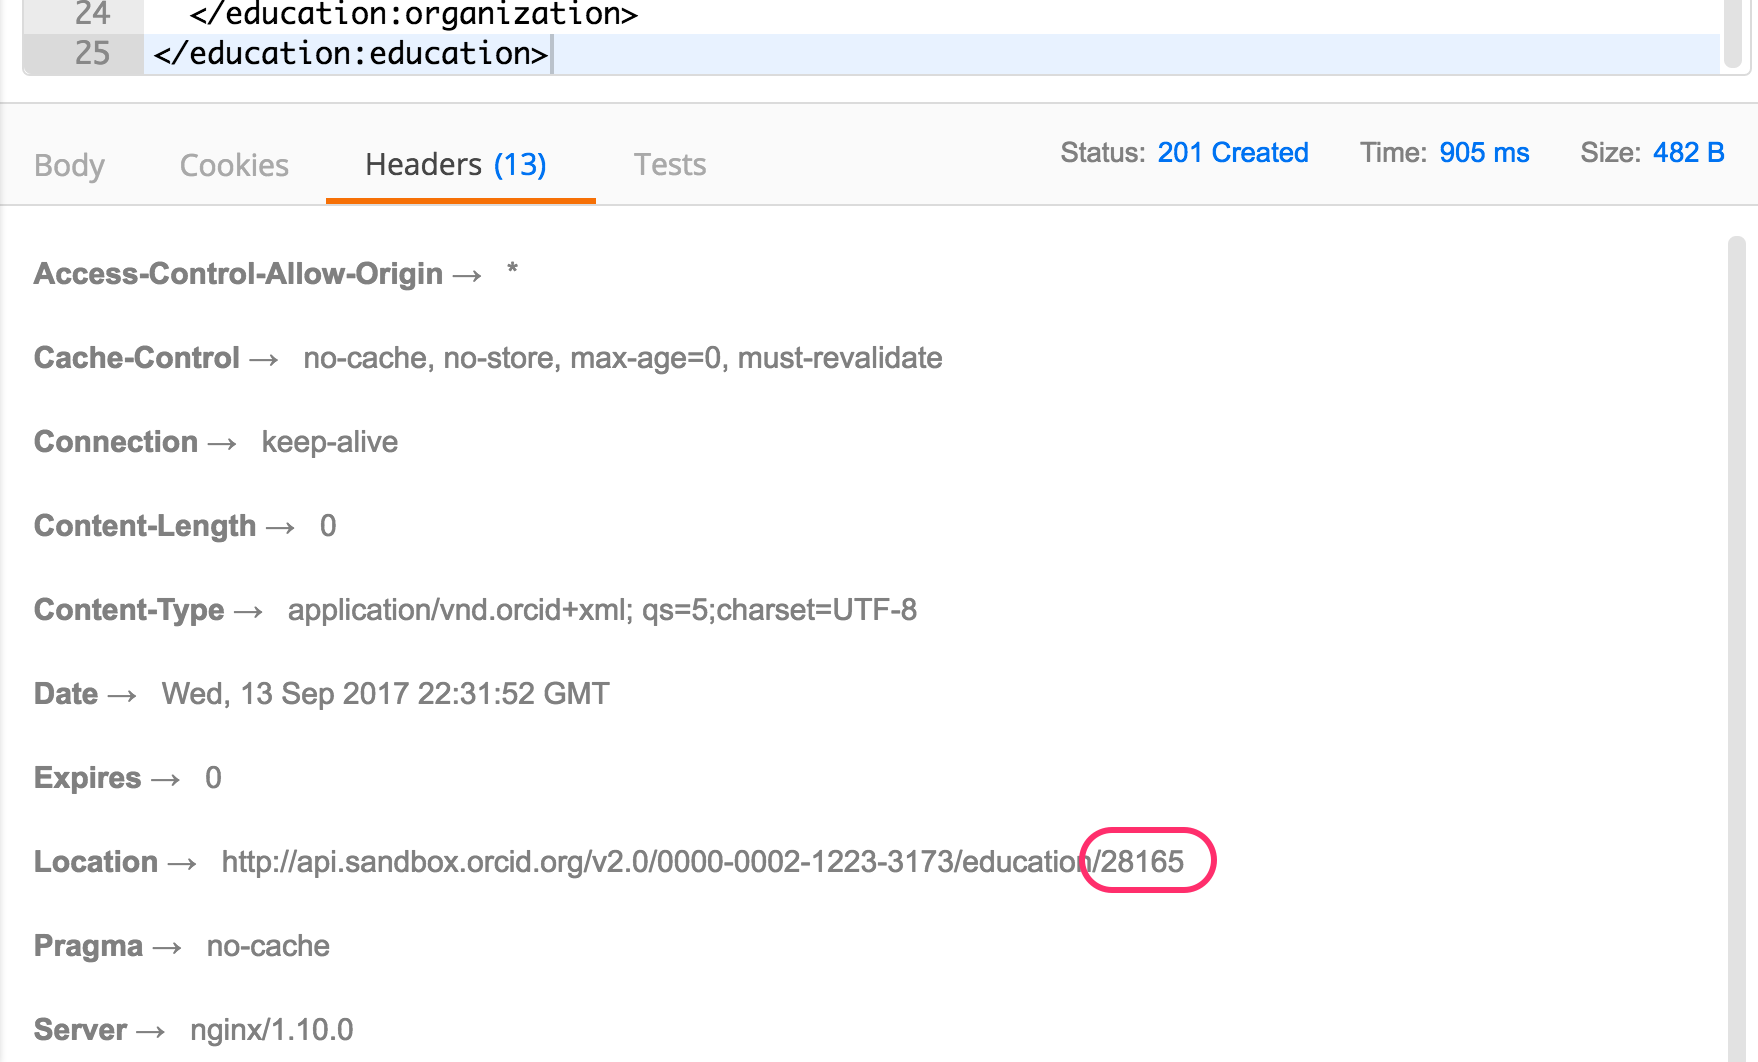 24 </education:organization>
25 </education:education>
Body Cookies Headers (13) Tests Status: 201 Created Time: 905 ms Size: 482 B
Access-Control-Allow-Origin → *
Cache-Control → no-cache, no-store, max-age=0, must-revalidate
Connection → keep-alive
Content-Length → 0
Content-Type → application/vnd.orcid+xml; qs=5;charset=UTF-8
Date → Wed, 13 Sep 2017 22:31:52 GMT
Expires → 0
Location → http://api.sandbox.orcid.org/v2.0/0000-0002-1223-3173/education/28165
Pragma → no-cache
Server → nginx/1.10.0